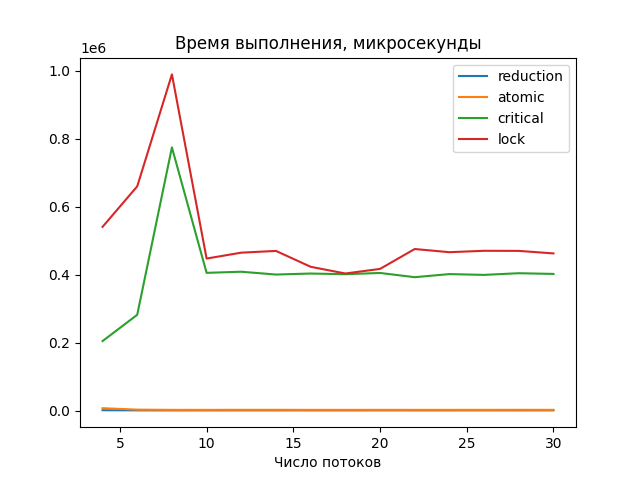 Время выполнения, микросекунды
1e6
1.0
0.8
0.6
0.4
0.2
0.0
5 10 15 20 25 30
Число потоков
reduction
atomic
critical
lock